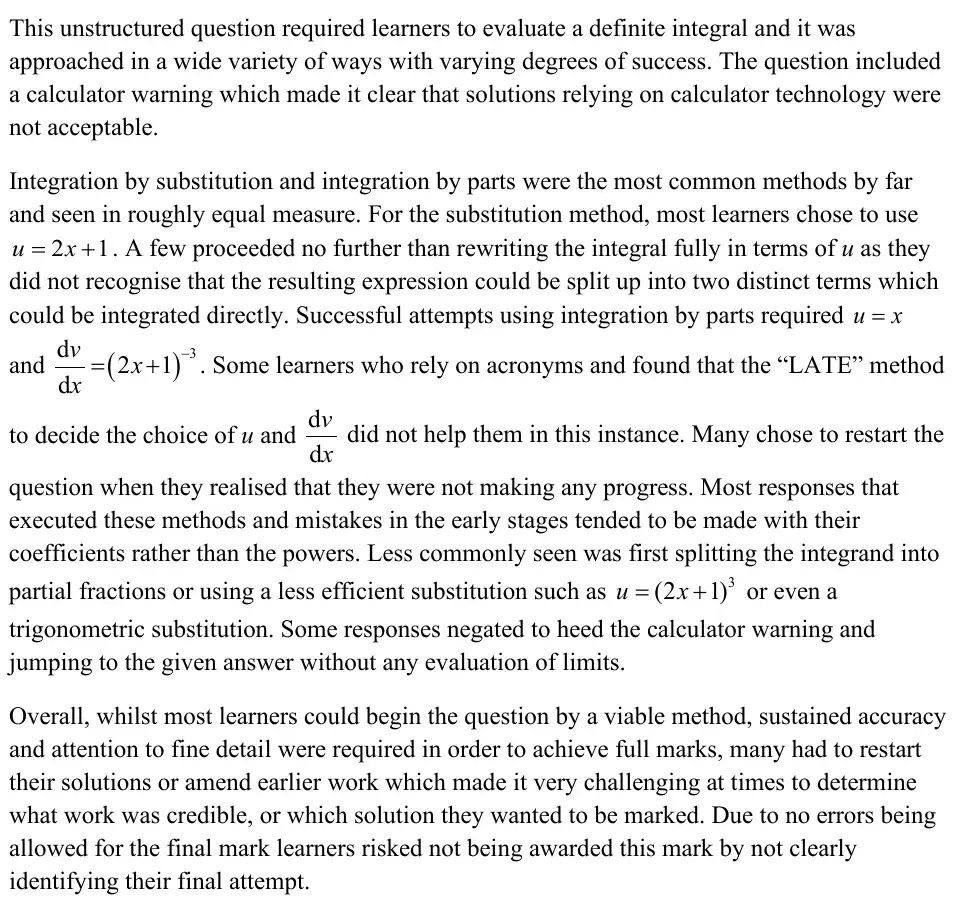 This unstructured question required learners to evaluate a definite integral and it was
approached in a wide variety of ways with varying degrees of success. The question included
a calculator warning which made it clear that solutions relying on calculator technology were
not acceptable.
Integration by substitution and integration by parts were the most common methods by far
and seen in roughly equal measure. For the substitution method, most learners chose to use
u = 2x+1. A few proceeded no further than rewriting the integral fully in terms of u as they
did not recognise that the resulting expression could be split up into two distinct terms which
could be integrated directly. Successful attempts using integration by parts required u = x
and dv/dx =(2x+1)⁻³. Some learners who rely on acronyms and found that the “LATE” method
to decide the choice of u and dv/dx did not help them in this instance. Many chose to restart the
question when they realised that they were not making any progress. Most responses that
executed these methods and mistakes in the early stages tended to be made with their
coefficients rather than the powers. Less commonly seen was first splitting the integrand into
partial fractions or using a less efficient substitution such as u = (2x+1)³ or even a
trigonometric substitution. Some responses negated to heed the calculator warning and
jumping to the given answer without any evaluation of limits.
Overall, whilst most learners could begin the question by a viable method, sustained accuracy
and attention to fine detail were required in order to achieve full marks, many had to restart
their solutions or amend earlier work which made it very challenging at times to determine
what work was credible, or which solution they wanted to be marked. Due to no errors being
allowed for the final mark learners risked not being awarded this mark by not clearly
identifying their final attempt.